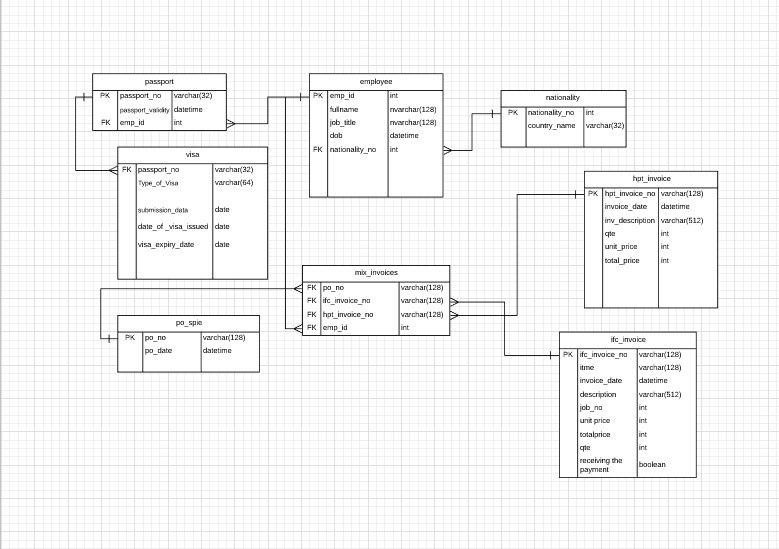 passport
PK passport_no varchar(32)
passport_validity datetime
FK emp_id int
employee
PK emp_id int
fullname nvarchar(128)
job_title nvarchar(128)
dob datetime
FK nationality_no int
nationality
PK nationality_no int
country_name varchar(32)
visa
FK passport_no varchar(32)
Type_of_Visa varchar(64)
submission_data date
date_of _visa_issued date
visa_expiry_date date
hpt_invoice
PK hpt_invoice_no varchar(128)
invoice_date datetime
inv_description varchar(512)
qte int
unit_price int
total_price int
mix_invoices
FK po_no varchar(128)
FK ifc_invoice_no varchar(128)
FK hpt_invoice_no varchar(128)
FK emp_id int
po_spie
PK po_no varchar(128)
po_date datetime
ifc_invoice
PK ifc_invoice_no varchar(128)
itme varchar(128)
invoice_date datetime
description varchar(512)
job_no int
unit price int
totalprice int
qte int
receiving the
payment boolean